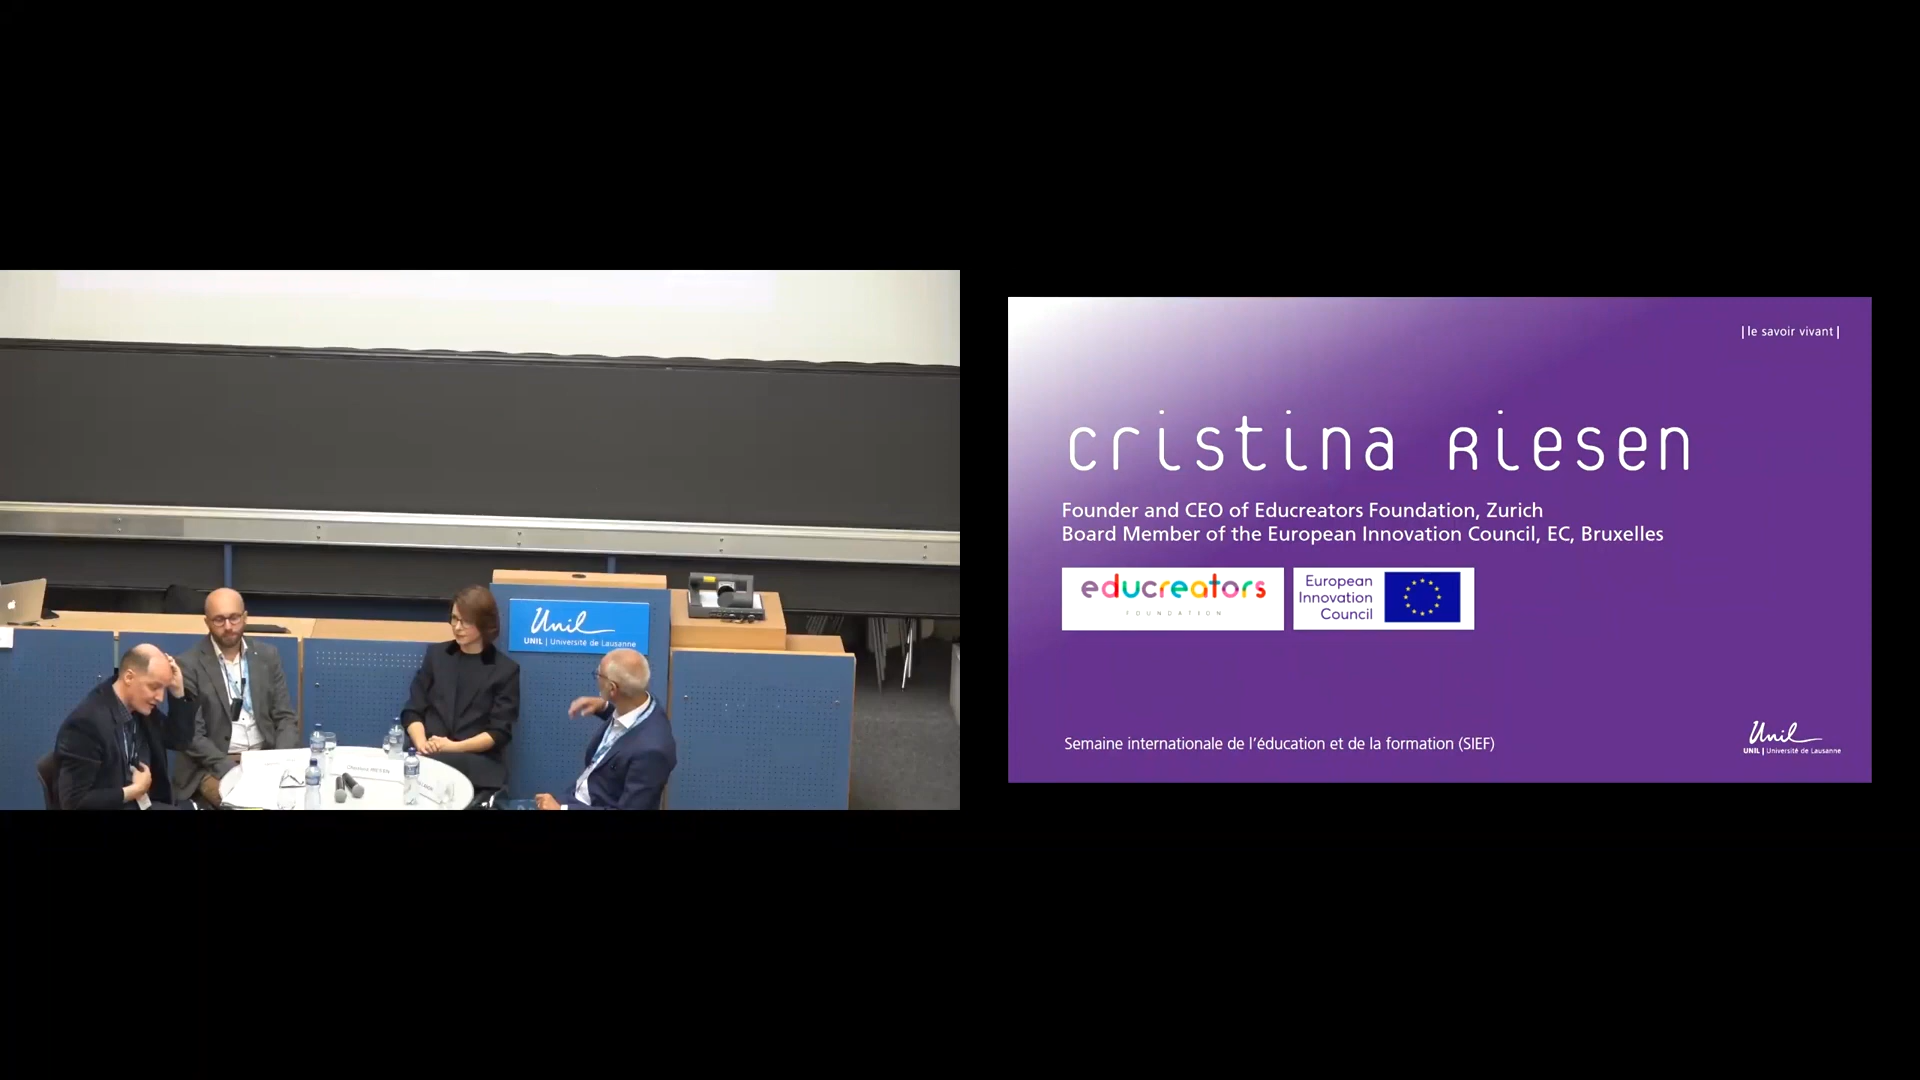 Unil
UNIL | Université de Lausanne
| le savoir vivant |
cristina Riesen
Founder and CEO of Educreators Foundation, Zurich
Board Member of the European Innovation Council, EC, Bruxelles
educreators
FOUNDATION
European
Innovation
Council
Semaine internationale de l'éducation et de la formation (SIEF)
Unil
UNIL | Université de Lausanne